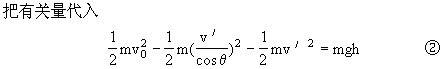 把有关量代入
½mv₀² − ½m(v′/cosθ)² − ½mv′² = mgh ②